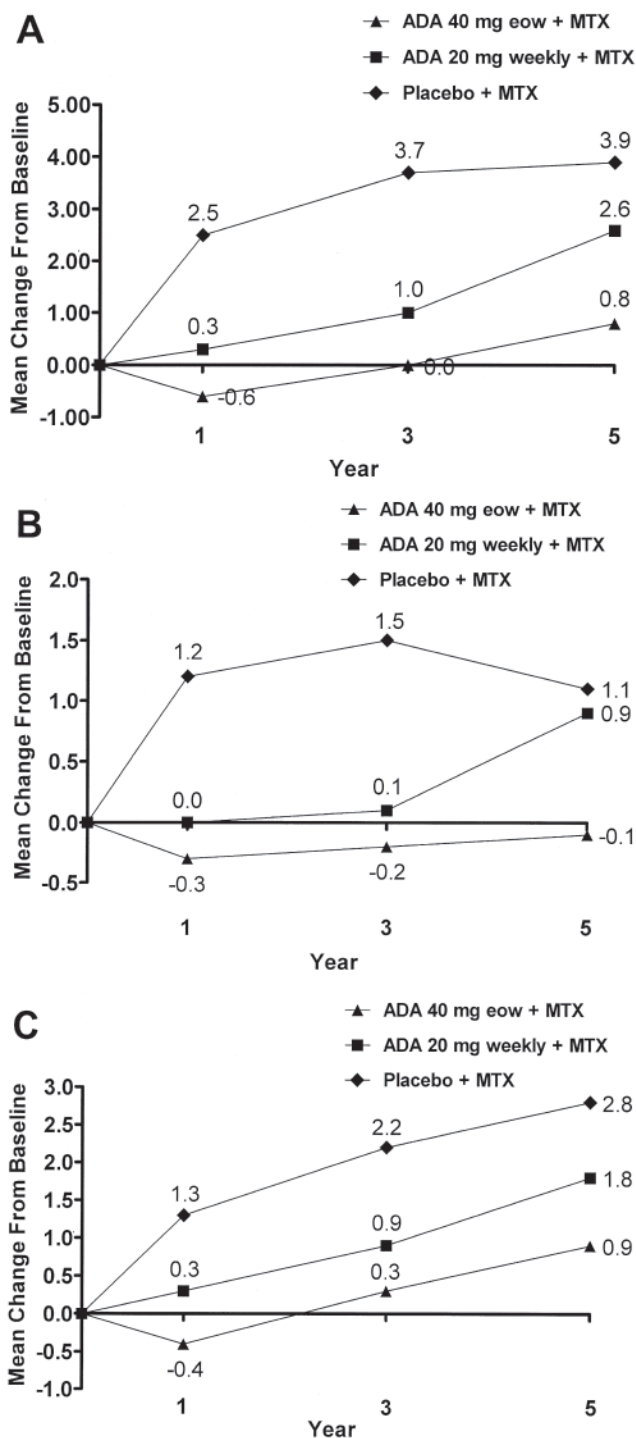 A
ADA 40 mg eow + MTX
ADA 20 mg weekly + MTX
Placebo + MTX
Mean Change From Baseline
5.00
4.00
3.00
2.00
1.00
0.00
-1.00
2.5
3.7
3.9
0.3
1.0
2.6
-0.6
0.0
0.8
1 3 5
Year
B
ADA 40 mg eow + MTX
ADA 20 mg weekly + MTX
Placebo + MTX
Mean Change From Baseline
2.0
1.5
1.0
0.5
0.0
-0.5
1.2
1.5
1.1
0.0
0.1
0.9
-0.3
-0.2
-0.1
1 3 5
Year
C
ADA 40 mg eow + MTX
ADA 20 mg weekly + MTX
Placebo + MTX
Mean Change From Baseline
3.0
2.5
2.0
1.5
1.0
0.5
0.0
-0.5
-1.0
1.3
2.2
2.8
0.3
0.9
1.8
-0.4
0.3
0.9
1 3 5
Year